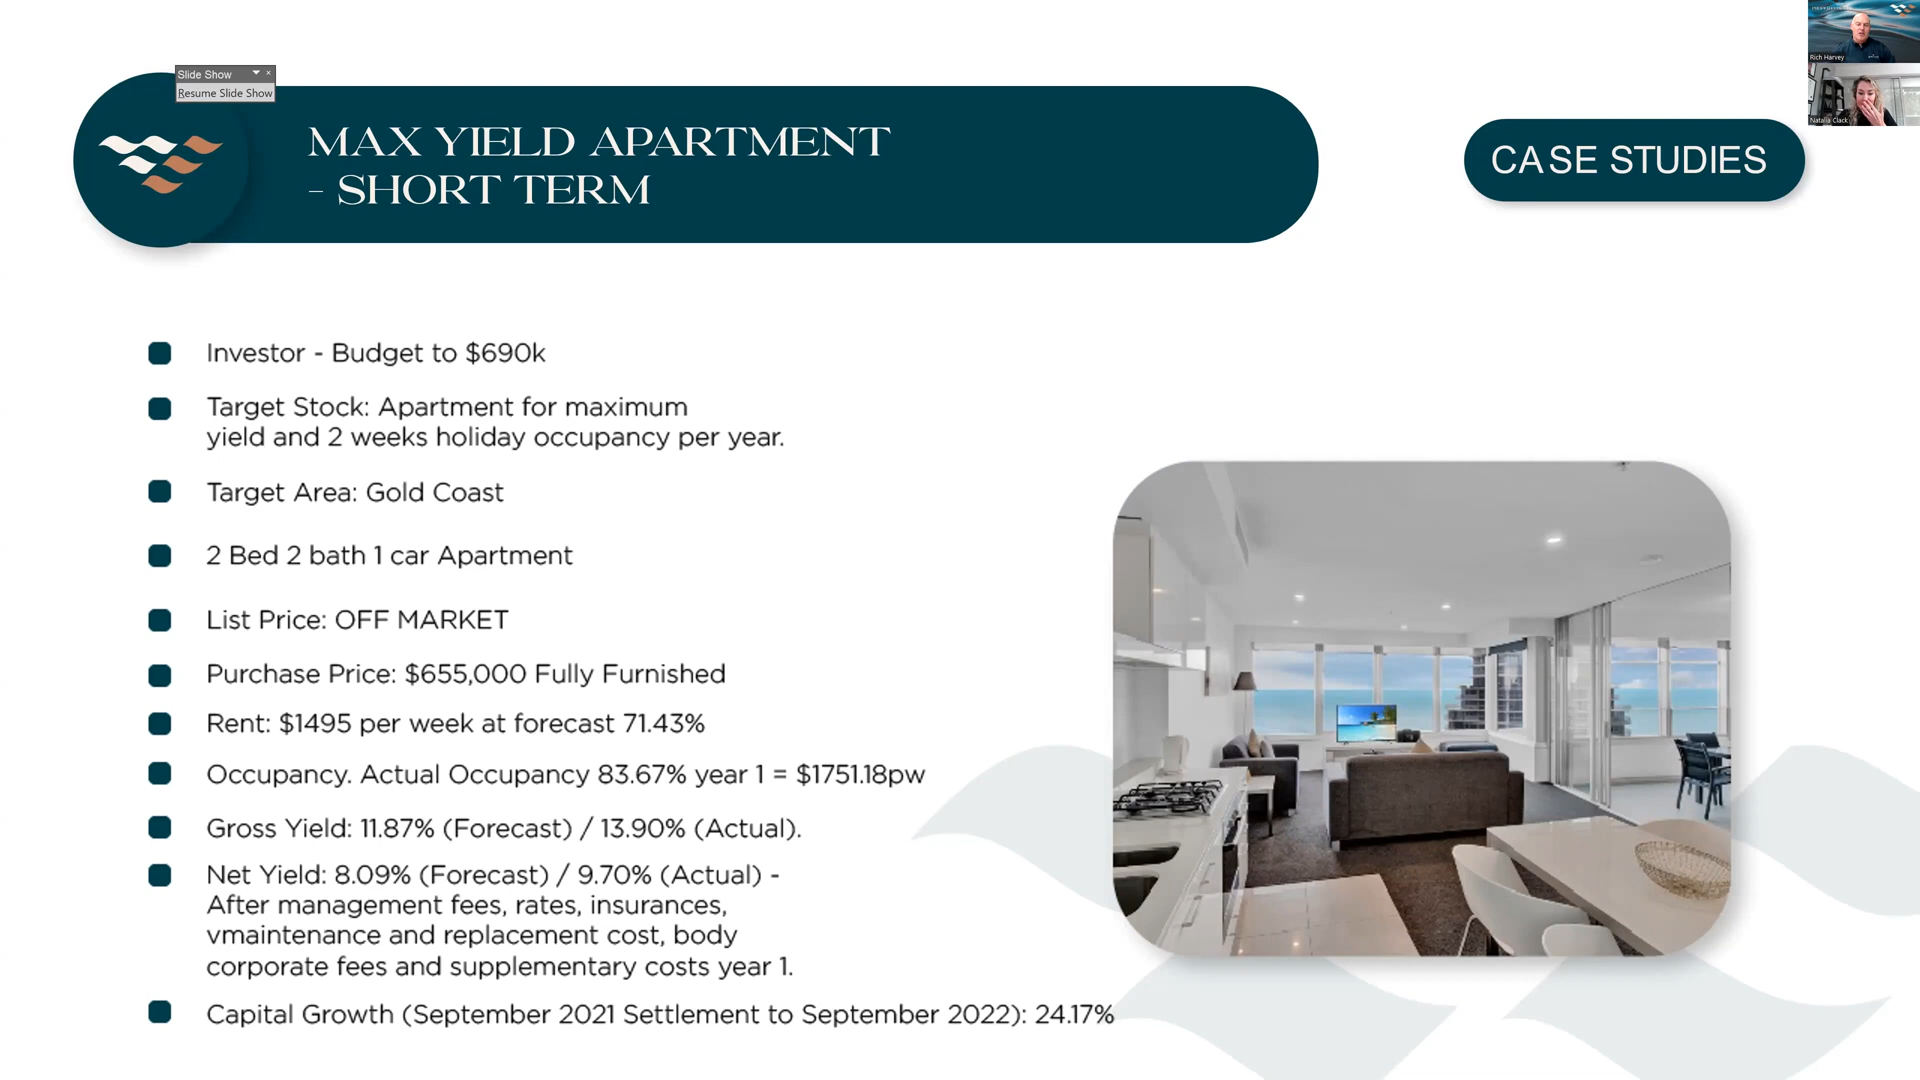 Slide Show
Resume Slide Show
MAX YIELD APARTMENT
- SHORT TERM
CASE STUDIES
Rich Harvey
Natalia Clack
Investor - Budget to $690k
Target Stock: Apartment for maximum
yield and 2 weeks holiday occupancy per year.
Target Area: Gold Coast
2 Bed 2 bath 1 car Apartment
List Price: OFF MARKET
Purchase Price: $655,000 Fully Furnished
Rent: $1495 per week at forecast 71.43%
Occupancy. Actual Occupancy 83.67% year 1 = $1751.18pw
Gross Yield: 11.87% (Forecast) / 13.90% (Actual).
Net Yield: 8.09% (Forecast) / 9.70% (Actual) -
After management fees, rates, insurances,
vmaintenance and replacement cost, body
corporate fees and supplementary costs year 1.
Capital Growth (September 2021 Settlement to September 2022): 24.17%